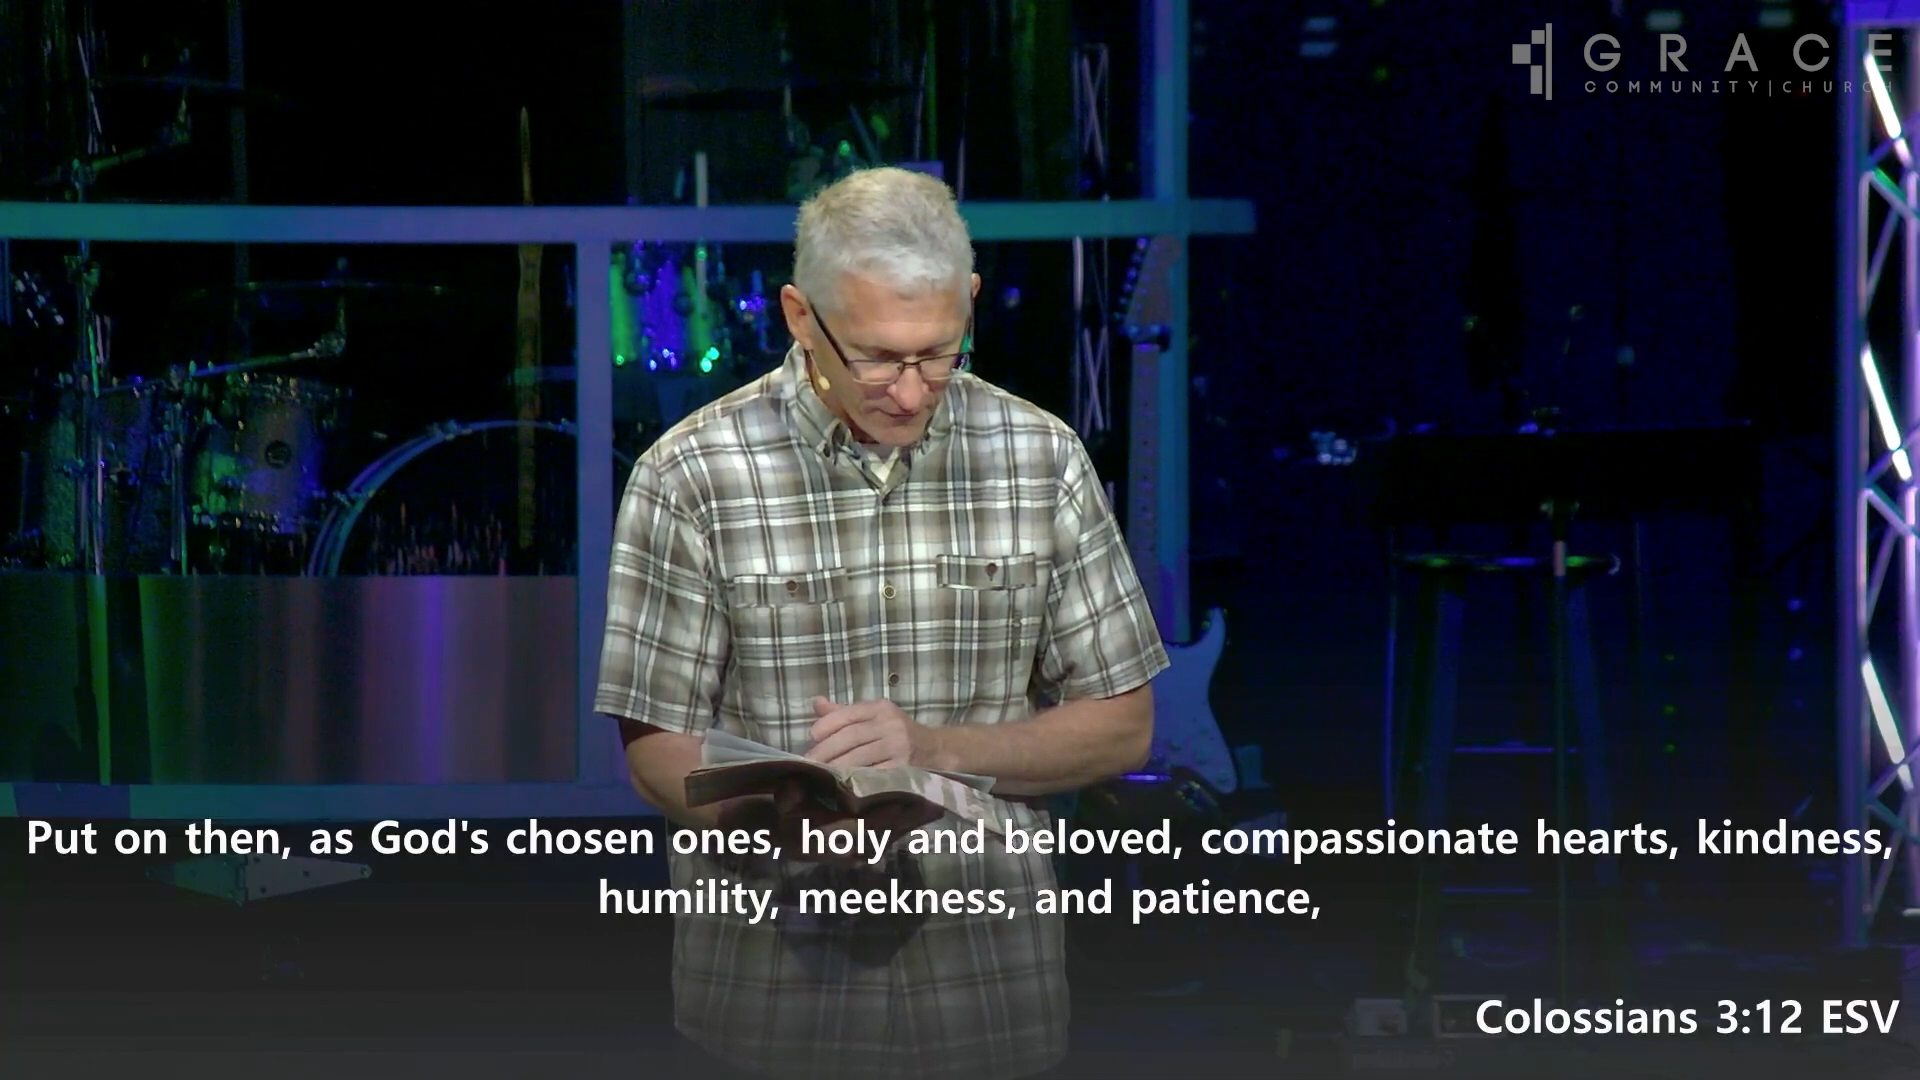 GRACE
COMMUNITY|CHURCH
Put on then, as God's chosen ones, holy and beloved, compassionate hearts, kindness,
humility, meekness, and patience,
Colossians 3:12 ESV